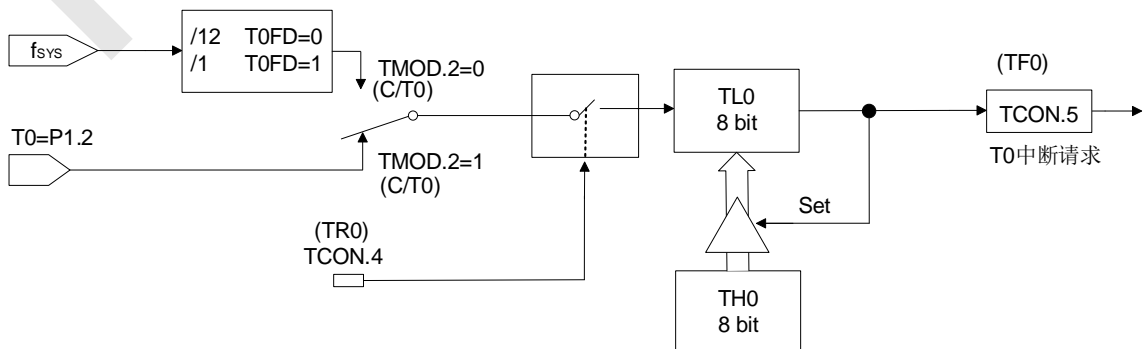 fSYS
/12 T0FD=0
/1 T0FD=1
TMOD.2=0
(C/T0)
T0=P1.2
TMOD.2=1
(C/T0)
(TR0)
TCON.4
TL0
8 bit
Set
TH0
8 bit
(TF0)
TCON.5
T0中断请求